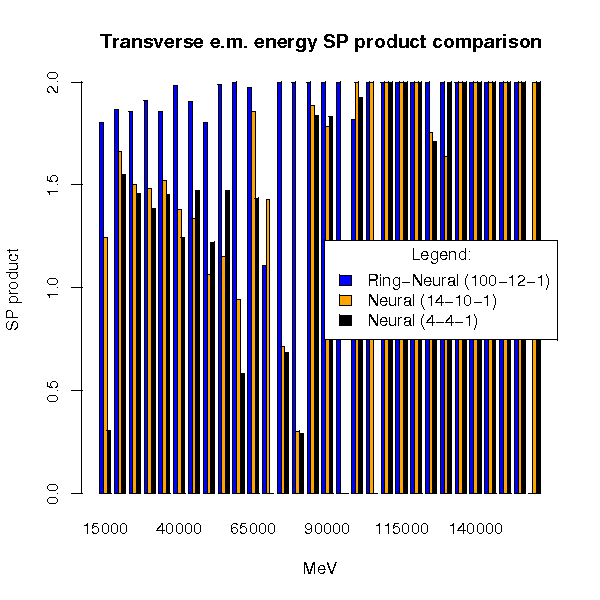 Transverse e.m. energy SP product comparison
2.0
1.5
1.0
0.5
0.0
SP product
Legend:
Ring-Neural (100-12-1)
Neural (14-10-1)
Neural (4-4-1)
15000 40000 65000 90000 115000 140000
MeV